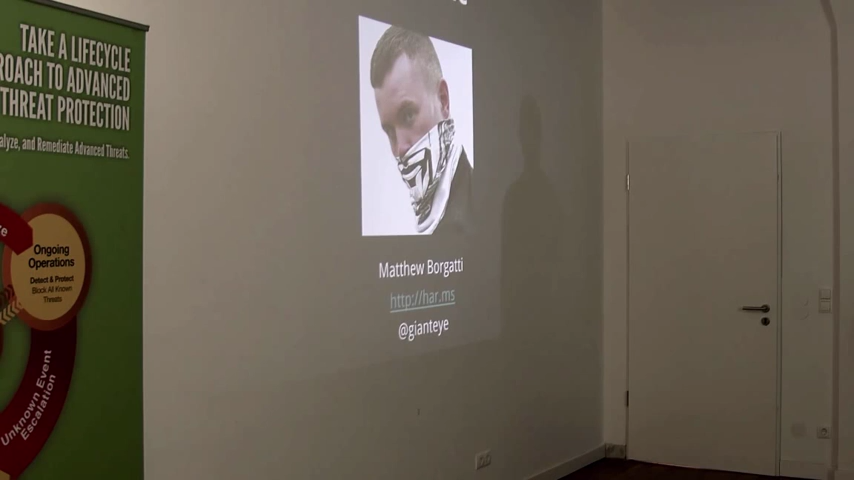 TAKE A LIFECYCLE
ROACH TO ADVANCED
THREAT PROTECTION
alyze, and Remediate Advanced Threats.
Ongoing
Operations
Detect & Protect
Block All Known
Threats
Unknown Event
Escalation
Matthew Borgatti
http://har.ms
@gianteye